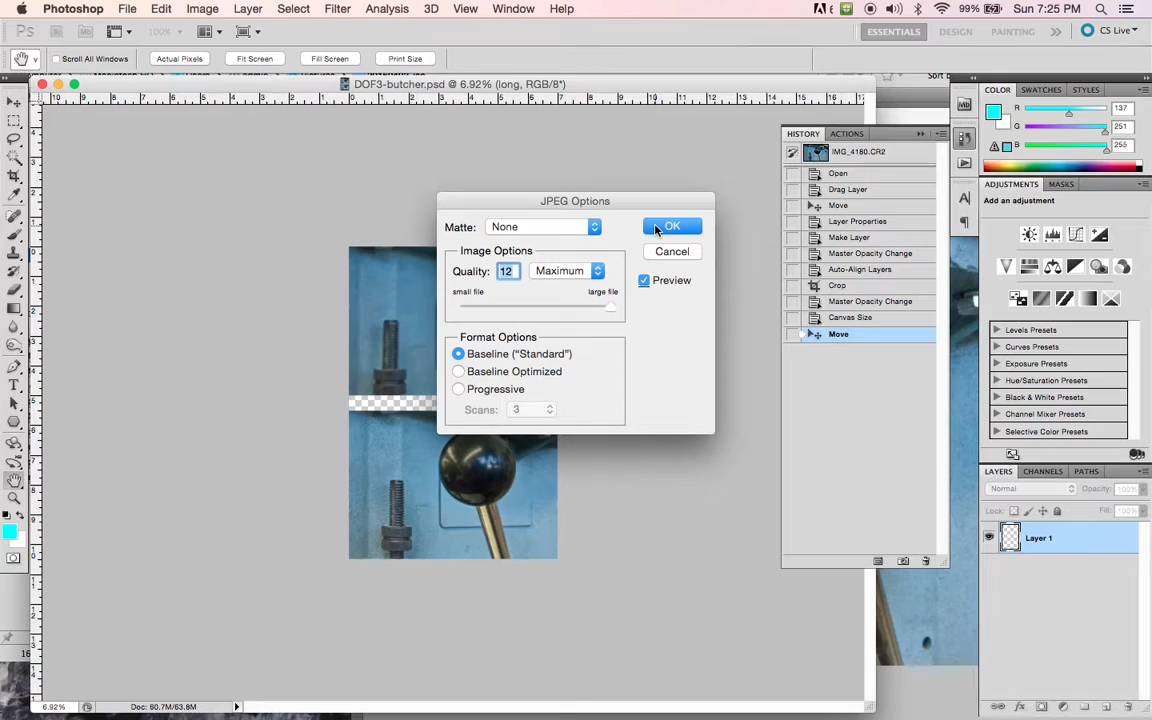 Photoshop File Edit Image Layer Select Filter Analysis 3D View Window Help 99% Sun 7:25 PM
Ps Br Mb 100% ESSENTIALS DESIGN PAINTING CS Live
Scroll All Windows Actual Pixels Fit Screen Fill Screen Print Size
DOF3-butcher.psd @ 6.92% (long, RGB/8*)
COLOR SWATCHES STYLES
R 137
G 251
B 255
HISTORY ACTIONS
IMG_4180.CR2
Open
Drag Layer
Move
Layer Properties
Make Layer
Master Opacity Change
Auto-Align Layers
Crop
Master Opacity Change
Canvas Size
Move
JPEG Options
Matte: None OK
Image Options Cancel
Quality: 12 Maximum Preview
small file large file
Format Options
Baseline (“Standard”)
Baseline Optimized
Progressive
Scans: 3
ADJUSTMENTS MASKS
Add an adjustment
Levels Presets
Curves Presets
Exposure Presets
Hue/Saturation Presets
Black & White Presets
Channel Mixer Presets
Selective Color Presets
LAYERS CHANNELS PATHS
Normal Opacity: 100%
Lock: Fill: 100%
Layer 1
6.92% Doc: 60.7M/63.8M